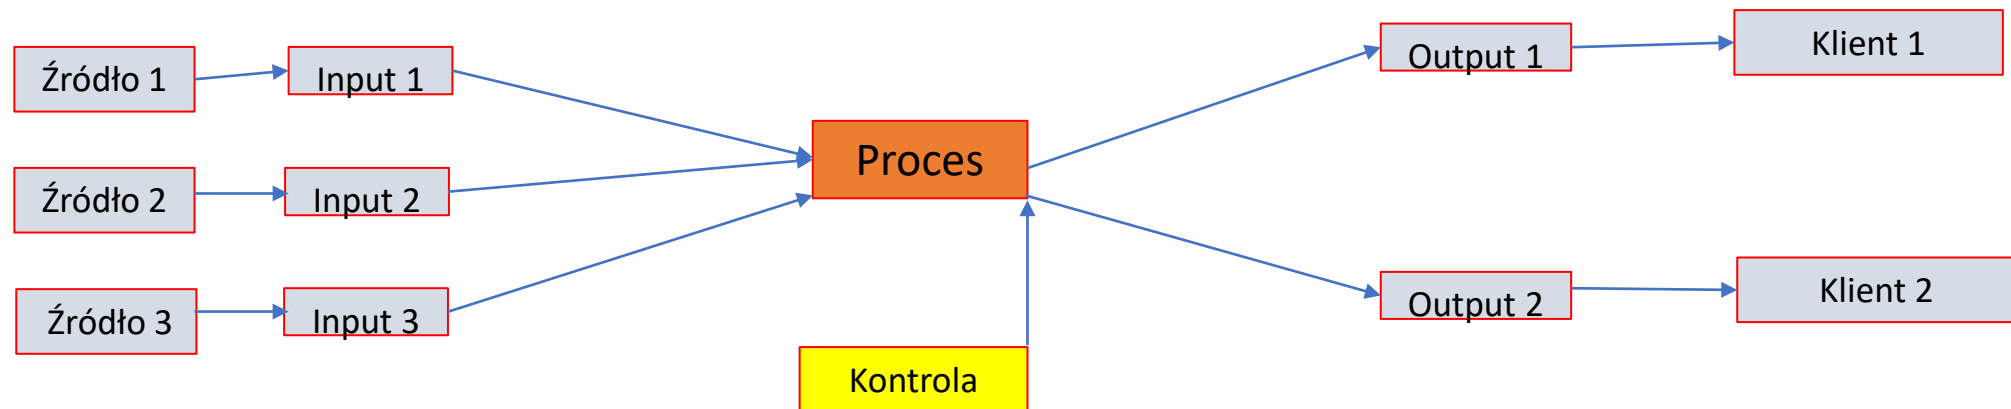 Źródło 1
Input 1
Output 1
Klient 1
Proces
Źródło 2
Input 2
Źródło 3
Input 3
Output 2
Klient 2
Kontrola